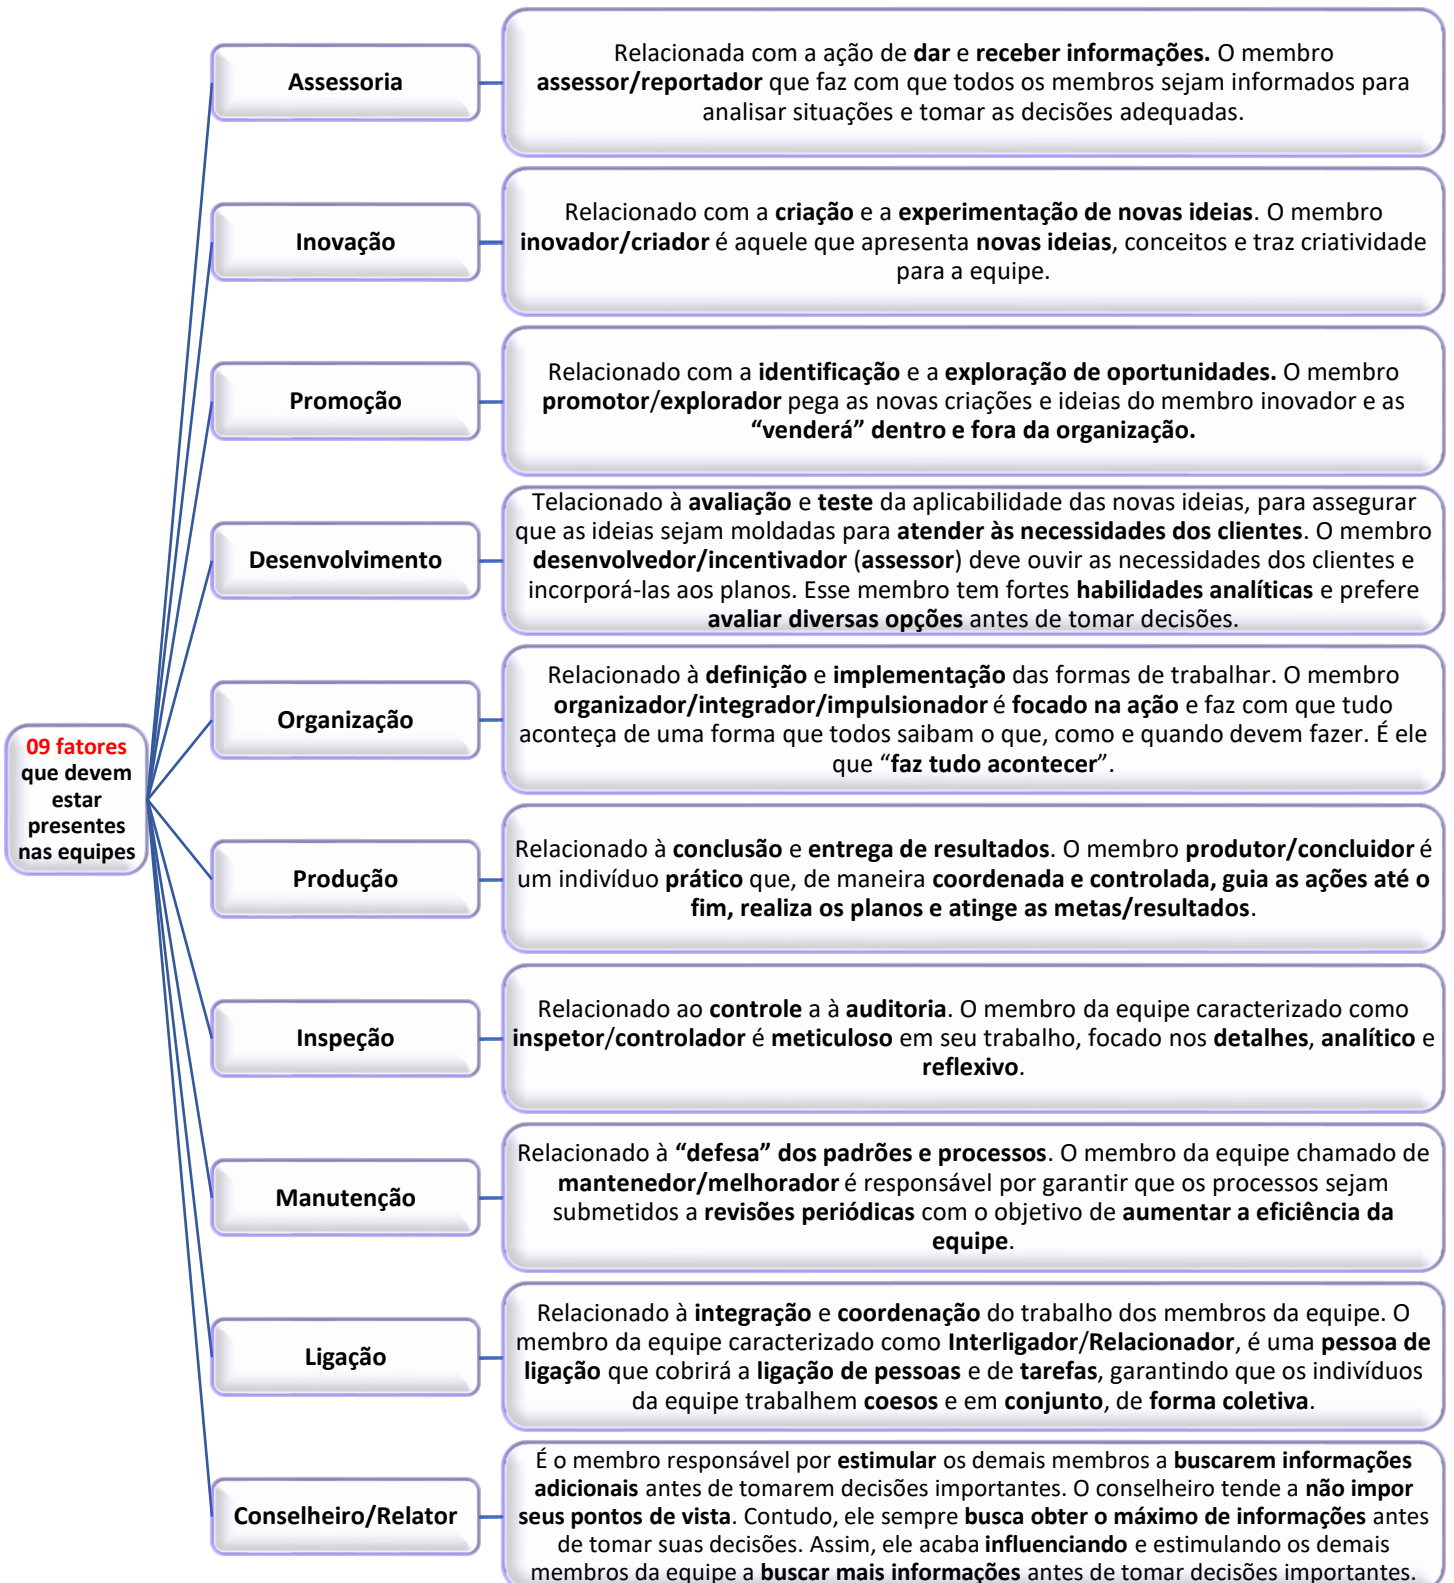 09 fatores
que devem
estar
presentes
nas equipes
Assessoria
Relacionada com a ação de dar e receber informações. O membro
assessor/reportador que faz com que todos os membros sejam informados para
analisar situações e tomar as decisões adequadas.
Inovação
Relacionado com a criação e a experimentação de novas ideias. O membro
inovador/criador é aquele que apresenta novas ideias, conceitos e traz criatividade
para a equipe.
Promoção
Relacionado com a identificação e a exploração de oportunidades. O membro
promotor/explorador pega as novas criações e ideias do membro inovador e as
“venderá” dentro e fora da organização.
Desenvolvimento
Telacionado à avaliação e teste da aplicabilidade das novas ideias, para assegurar
que as ideias sejam moldadas para atender às necessidades dos clientes. O membro
desenvolvedor/incentivador (assessor) deve ouvir as necessidades dos clientes e
incorporá-las aos planos. Esse membro tem fortes habilidades analíticas e prefere
avaliar diversas opções antes de tomar decisões.
Organização
Relacionado à definição e implementação das formas de trabalhar. O membro
organizador/integrador/impulsionador é focado na ação e faz com que tudo
aconteça de uma forma que todos saibam o que, como e quando devem fazer. É ele
que “faz tudo acontecer”.
Produção
Relacionado à conclusão e entrega de resultados. O membro produtor/concluidor é
um indivíduo prático que, de maneira coordenada e controlada, guia as ações até o
fim, realiza os planos e atinge as metas/resultados.
Inspeção
Relacionado ao controle a à auditoria. O membro da equipe caracterizado como
inspetor/controlador é meticuloso em seu trabalho, focado nos detalhes, analítico e
reflexivo.
Manutenção
Relacionado à “defesa” dos padrões e processos. O membro da equipe chamado de
mantenedor/melhorador é responsável por garantir que os processos sejam
submetidos a revisões periódicas com o objetivo de aumentar a eficiência da
equipe.
Ligação
Relacionado à integração e coordenação do trabalho dos membros da equipe. O
membro da equipe caracterizado como Interligador/Relacionador, é uma pessoa de
ligação que cobrirá a ligação de pessoas e de tarefas, garantindo que os indivíduos
da equipe trabalhem coesos e em conjunto, de forma coletiva.
Conselheiro/Relator
É o membro responsável por estimular os demais membros a buscarem informações
adicionais antes de tomarem decisões importantes. O conselheiro tende a não impor
seus pontos de vista. Contudo, ele sempre busca obter o máximo de informações antes
de tomar suas decisões. Assim, ele acaba influenciando e estimulando os demais
membros da equipe a buscar mais informações antes de tomar decisões importantes.